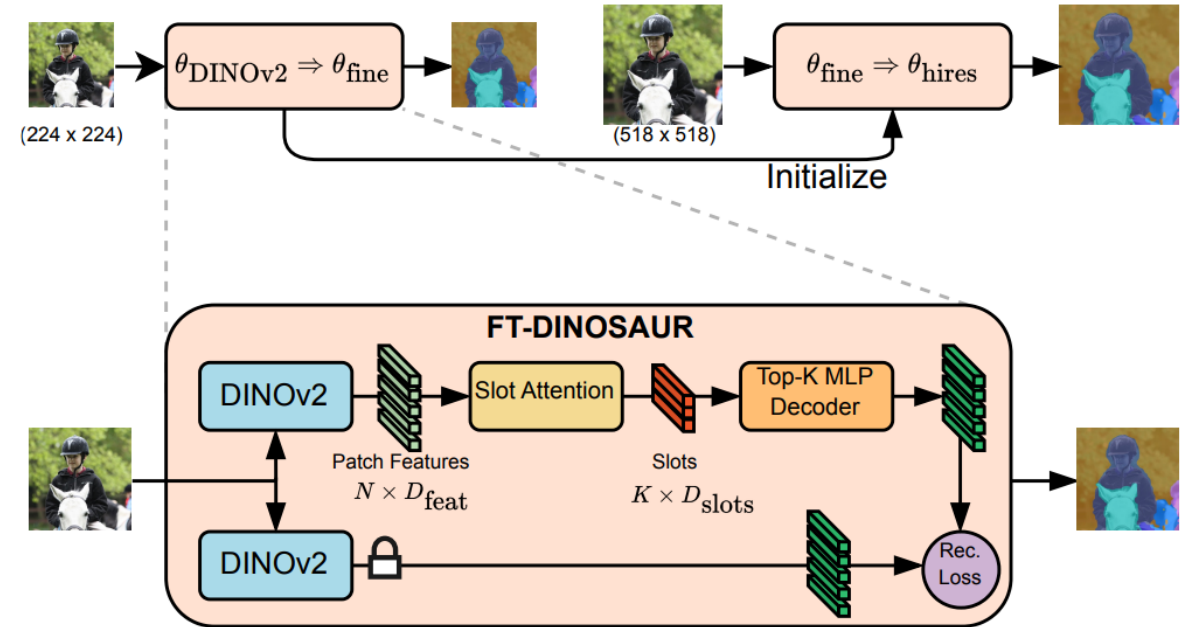 θDINOv2 ⇒ θfine
θfine ⇒ θhires
(224 x 224)
(518 x 518)
Initialize
FT-DINOSAUR
DINOv2
Slot Attention
Top-K MLP
Decoder
Patch Features
N × Dfeat
Slots
K × Dslots
DINOv2
Rec.
Loss